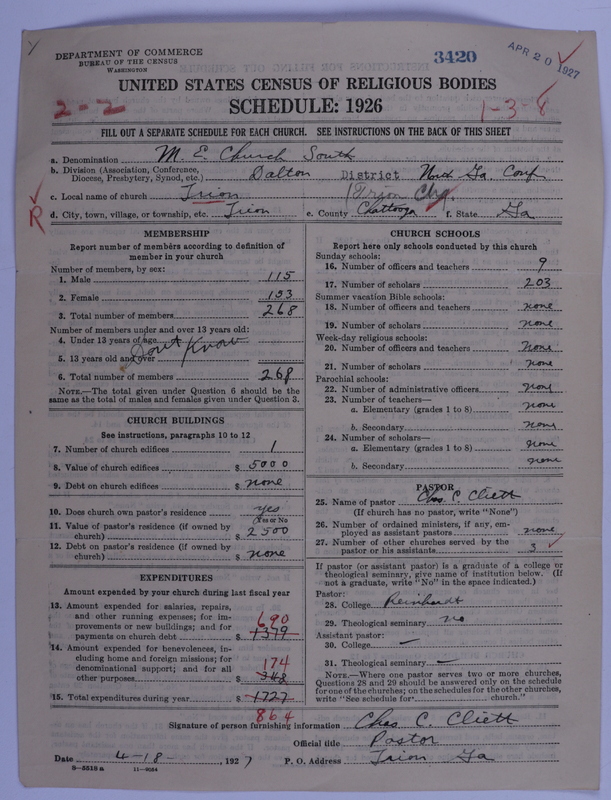 DEPARTMENT OF COMMERCE
BUREAU OF THE CENSUS
WASHINGTON
3420
APR 20 1927
UNITED STATES CENSUS OF RELIGIOUS BODIES
2-2
SCHEDULE: 1926
1-3-8
FILL OUT A SEPARATE SCHEDULE FOR EACH CHURCH. SEE INSTRUCTIONS ON THE BACK OF THIS SHEET
a. Denomination M. E. Church South
b. Division (Association, Conference, Diocese, Presbytery, Synod, etc.) Dalton District North Ga. Conf
c. Local name of church Trion (Trion Chg.
R
d. City, town, village, or township, etc. Trion e. County Chattooga f. State Ga
MEMBERSHIP
Report number of members according to definition of
member in your church
Number of members, by sex:
1. Male 115
2. Female 153
3. Total number of members 268
Number of members under and over 13 years old:
4. Under 13 years of age
Dont Know
5. 13 years old and over
6. Total number of members 268
NOTE.—The total given under Question 6 should be the
same as the total of males and females given under Question 3.
CHURCH BUILDINGS
See instructions, paragraphs 10 to 12
7. Number of church edifices 1
8. Value of church edifices $ 5000
9. Debt on church edifices $ none
10. Does church own pastor's residence yes
(Yes or No)
11. Value of pastor's residence (if owned by
church) $ 2500
12. Debt on pastor's residence (if owned by
church) $ none
EXPENDITURES
Amount expended by your church during last fiscal year
13. Amount expended for salaries, repairs,
and other running expenses; for im-
provements or new buildings; and for 690
payments on church debt $ 1379
14. Amount expended for benevolences, in-
cluding home and foreign missions; for
denominational support; and for all 174
other purposes $ 348
15. Total expenditures during year $ 1727
864
CHURCH SCHOOLS
Report here only schools conducted by this church
Sunday schools:
16. Number of officers and teachers 9
17. Number of scholars 203
Summer vacation Bible schools:
18. Number of officers and teachers none
19. Number of scholars none
Week-day religious schools:
20. Number of officers and teachers none
21. Number of scholars none
Parochial schools:
22. Number of administrative officers none
23. Number of teachers—
a. Elementary (grades 1 to 8) none
b. Secondary none
24. Number of scholars—
a. Elementary (grades 1 to 8) none
b. Secondary none
PASTOR
25. Name of pastor Chas. C. Cliett
(If church has no pastor, write "None")
26. Number of ordained ministers, if any, em-
ployed as assistant pastors none
27. Number of other churches served by the
pastor or his assistants 3
If pastor (or assistant pastor) is a graduate of a college or
theological seminary, give name of institution below. (If
not a graduate, write "No" in the space indicated.)
Pastor:
28. College Reinhardt
29. Theological seminary no
Assistant pastor:
30. College —
31. Theological seminary —
NOTE.—Where one pastor serves two or more churches,
Questions 28 and 29 should be answered only on the schedule
for one of the churches; on the schedules for the other churches,
write "See schedule for church."
Signature of person furnishing information Chas C. Cliett
Official title Pastor
Date 4-18-, 1927 P. O. Address Trion Ga
8-5518 a 11-9054